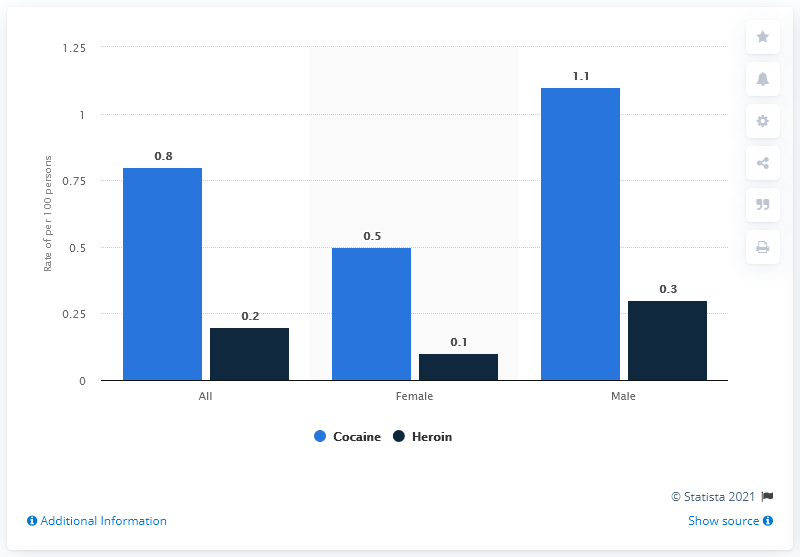 1.25
1
0.75
0.5
0.25
0
Rate of per 100 persons
0.8
0.2
0.5
0.1
1.1
0.3
All
Female
Male
Cocaine
Heroin
© Statista 2021
Additional Information
Show source